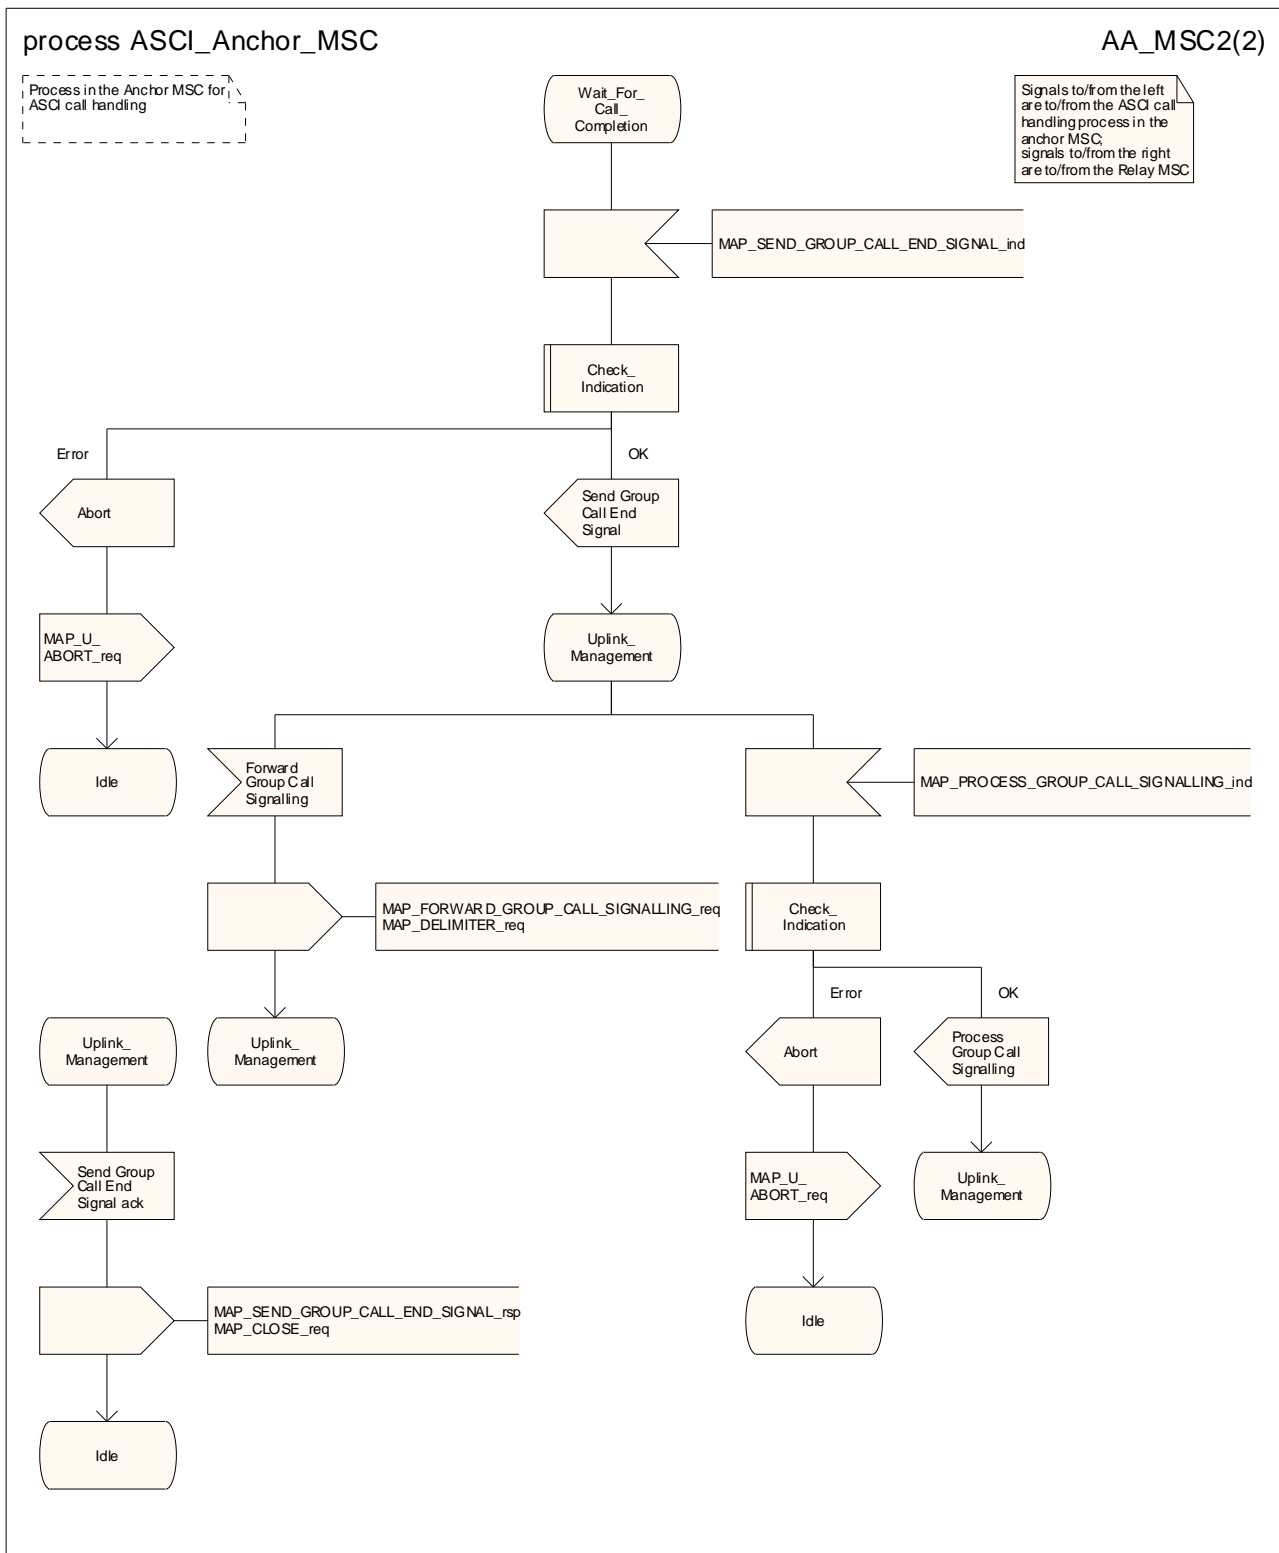 process ASCI_Anchor_MSC
AA_MSC2(2)
Process in the Anchor MSC for
ASCI call handling
Wait_For_
Call_
Completion
Signals to/from the left
are to/from the ASCI call
handling process in the
anchor MSC;
signals to/from the right
are to/from the Relay MSC
MAP_SEND_GROUP_CALL_END_SIGNAL_ind
Check_
Indication
Error
OK
Abort
Send Group
Call End
Signal
MAP_U_
ABORT_req
Uplink_
Management
Idle
Forward
Group Call
Signalling
MAP_PROCESS_GROUP_CALL_SIGNALLING_ind
MAP_FORWARD_GROUP_CALL_SIGNALLING_req
MAP_DELIMITER_req
Check_
Indication
Error
OK
Uplink_
Management
Uplink_
Management
Abort
Process
Group Call
Signalling
Send Group
Call End
Signal ack
MAP_U_
ABORT_req
Uplink_
Management
MAP_SEND_GROUP_CALL_END_SIGNAL_rsp
MAP_CLOSE_req
Idle
Idle